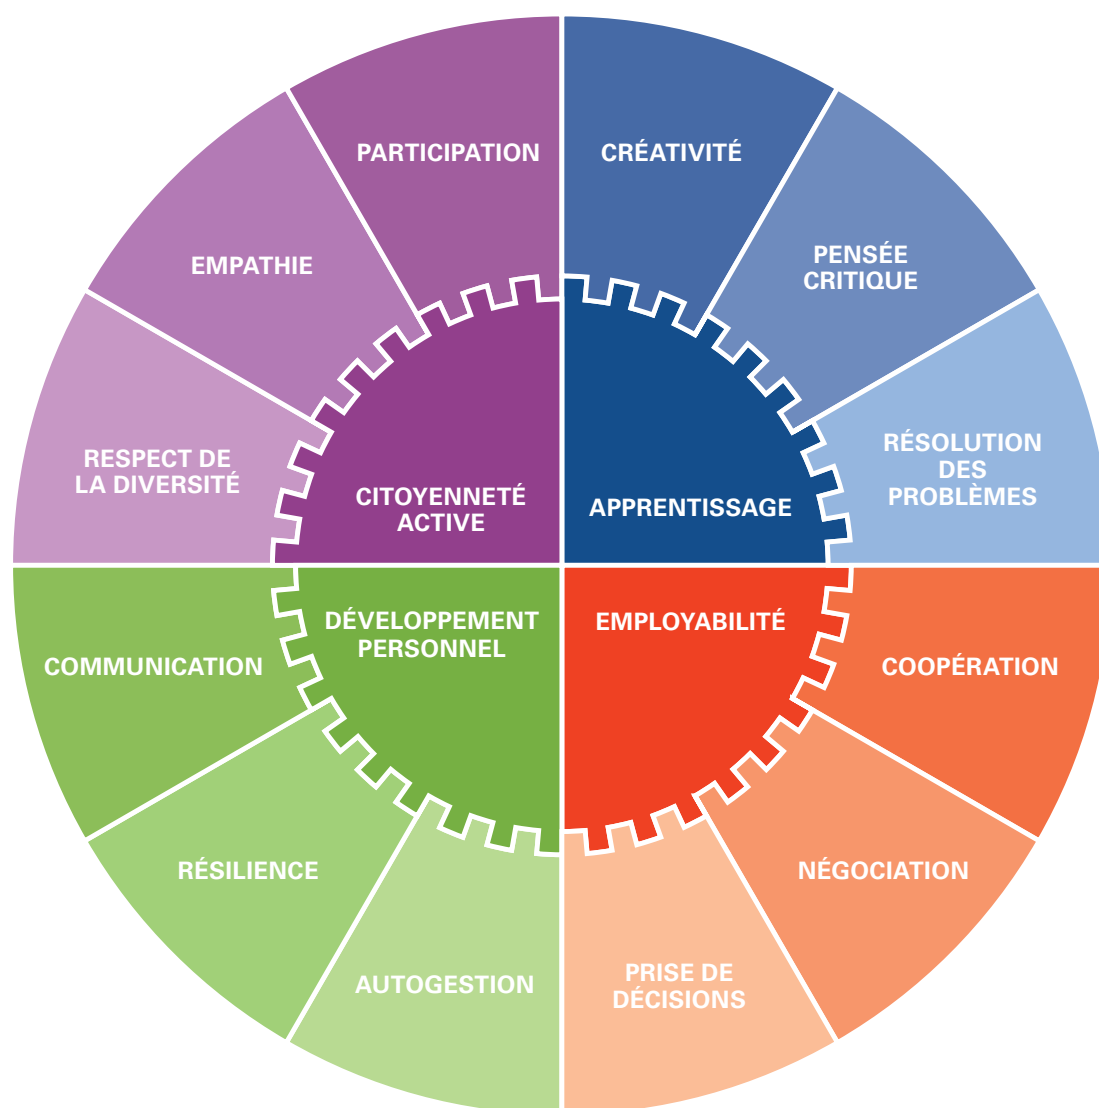 PARTICIPATION
CRÉATIVITÉ
EMPATHIE
PENSÉE
CRITIQUE
RESPECT DE
LA DIVERSITÉ
CITOYENNETÉ
ACTIVE
APPRENTISSAGE
RÉSOLUTION
DES
PROBLÈMES
COMMUNICATION
DÉVELOPPEMENT
PERSONNEL
EMPLOYABILITÉ
COOPÉRATION
RÉSILIENCE
NÉGOCIATION
AUTOGESTION
PRISE DE
DÉCISIONS